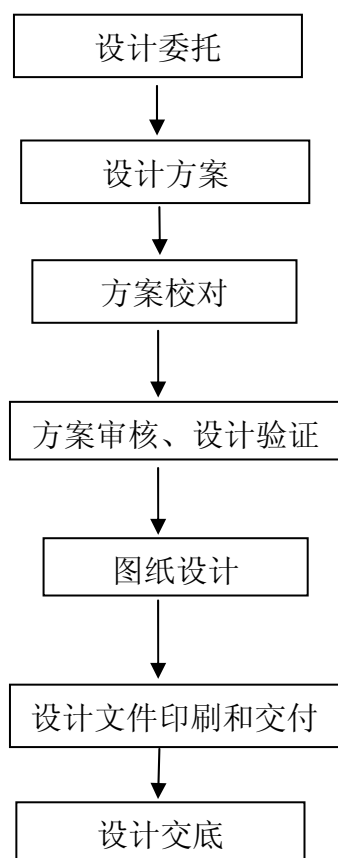 设计委托
设计方案
方案校对
方案审核、设计验证
图纸设计
设计文件印刷和交付
设计交底